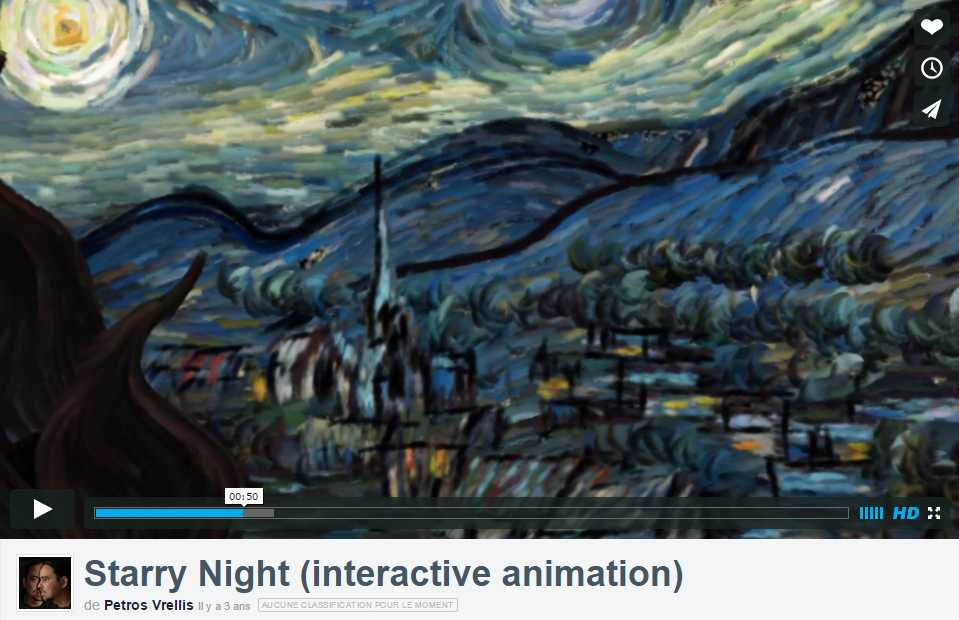 00:50
HD
Starry Night (interactive animation)
de Petros Vrellis Il y a 3 ans AUCUNE CLASSIFICATION POUR LE MOMENT